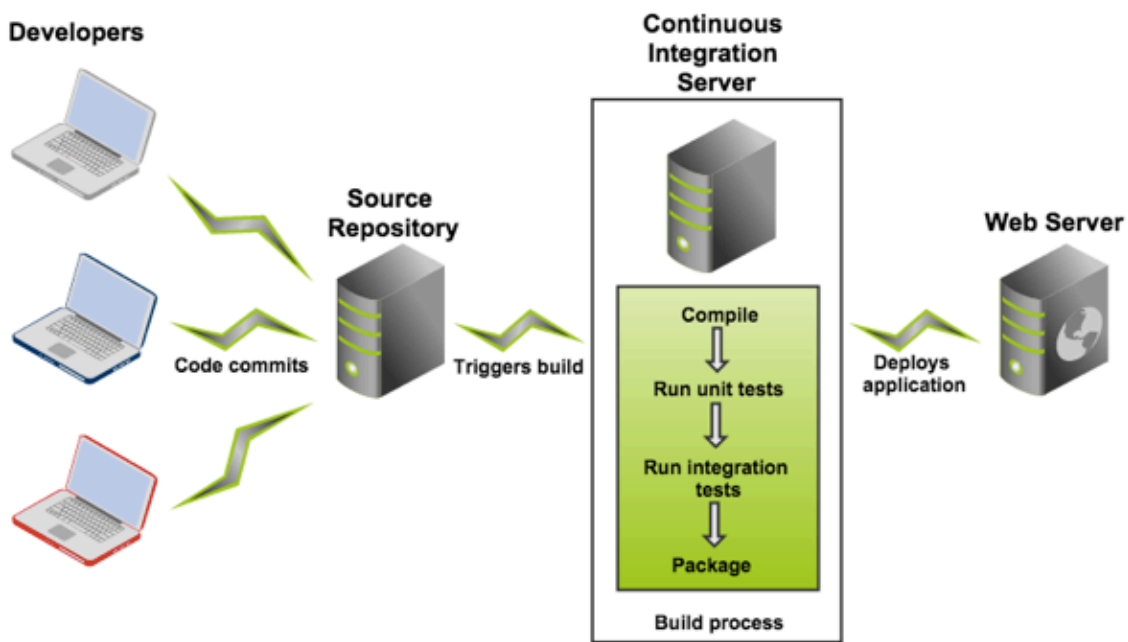 Developers
Code commits
Source
Repository
Triggers build
Continuous
Integration
Server
Compile
Run unit tests
Run integration
tests
Package
Build process
Deploys
application
Web Server